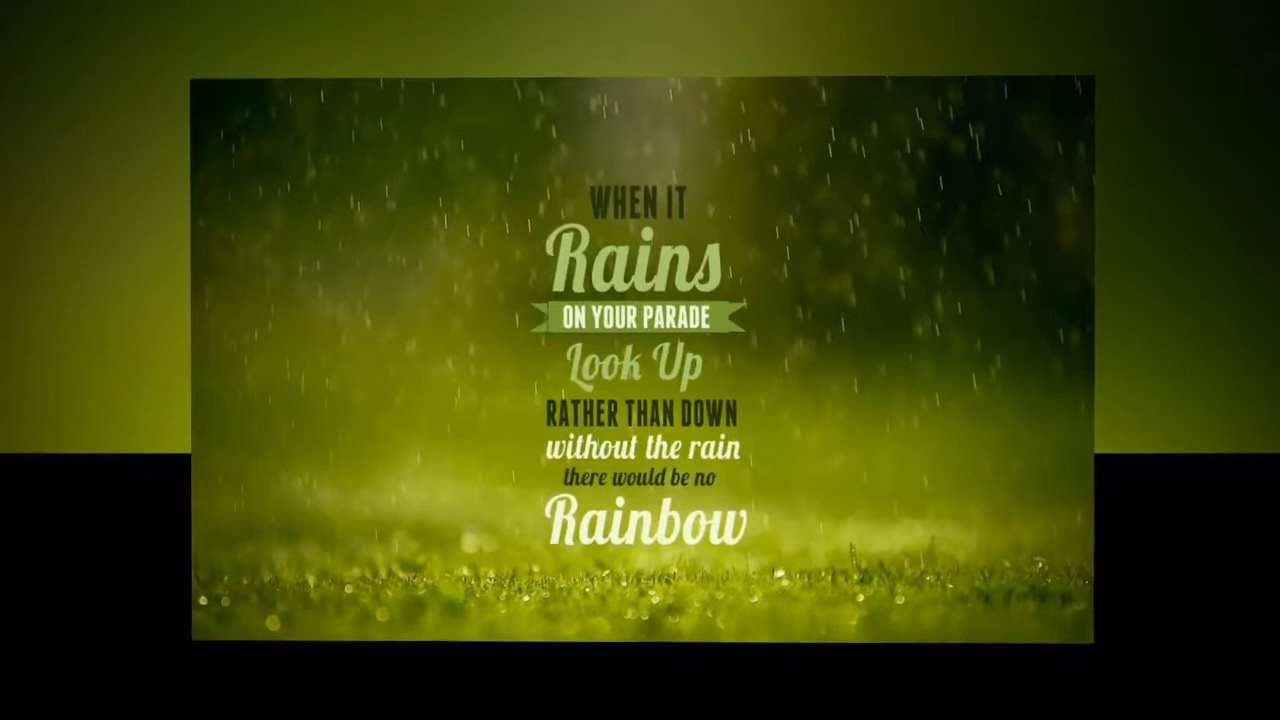 WHEN IT
Rains
ON YOUR PARADE
Look Up
RATHER THAN DOWN
without the rain
there would be no
Rainbow